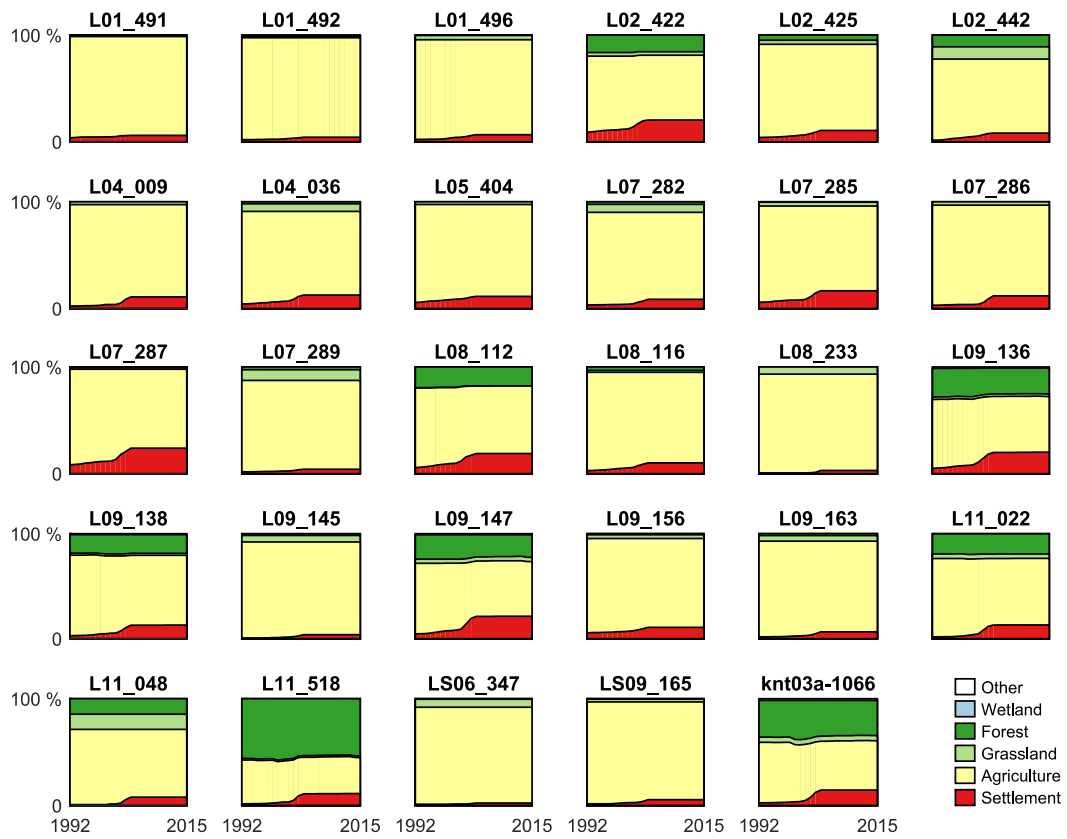 L01_491 L01_492 L01_496 L02_422 L02_425 L02_442
100 %
0
L04_009 L04_036 L05_404 L07_282 L07_285 L07_286
100 %
0
L07_287 L07_289 L08_112 L08_116 L08_233 L09_136
100 %
0
L09_138 L09_145 L09_147 L09_156 L09_163 L11_022
100 %
0
L11_048 L11_518 LS06_347 LS09_165 knt03a-1066
100 %
0
1992 2015 1992 2015 1992 2015 1992 2015 1992 2015
Other
Wetland
Forest
Grassland
Agriculture
Settlement